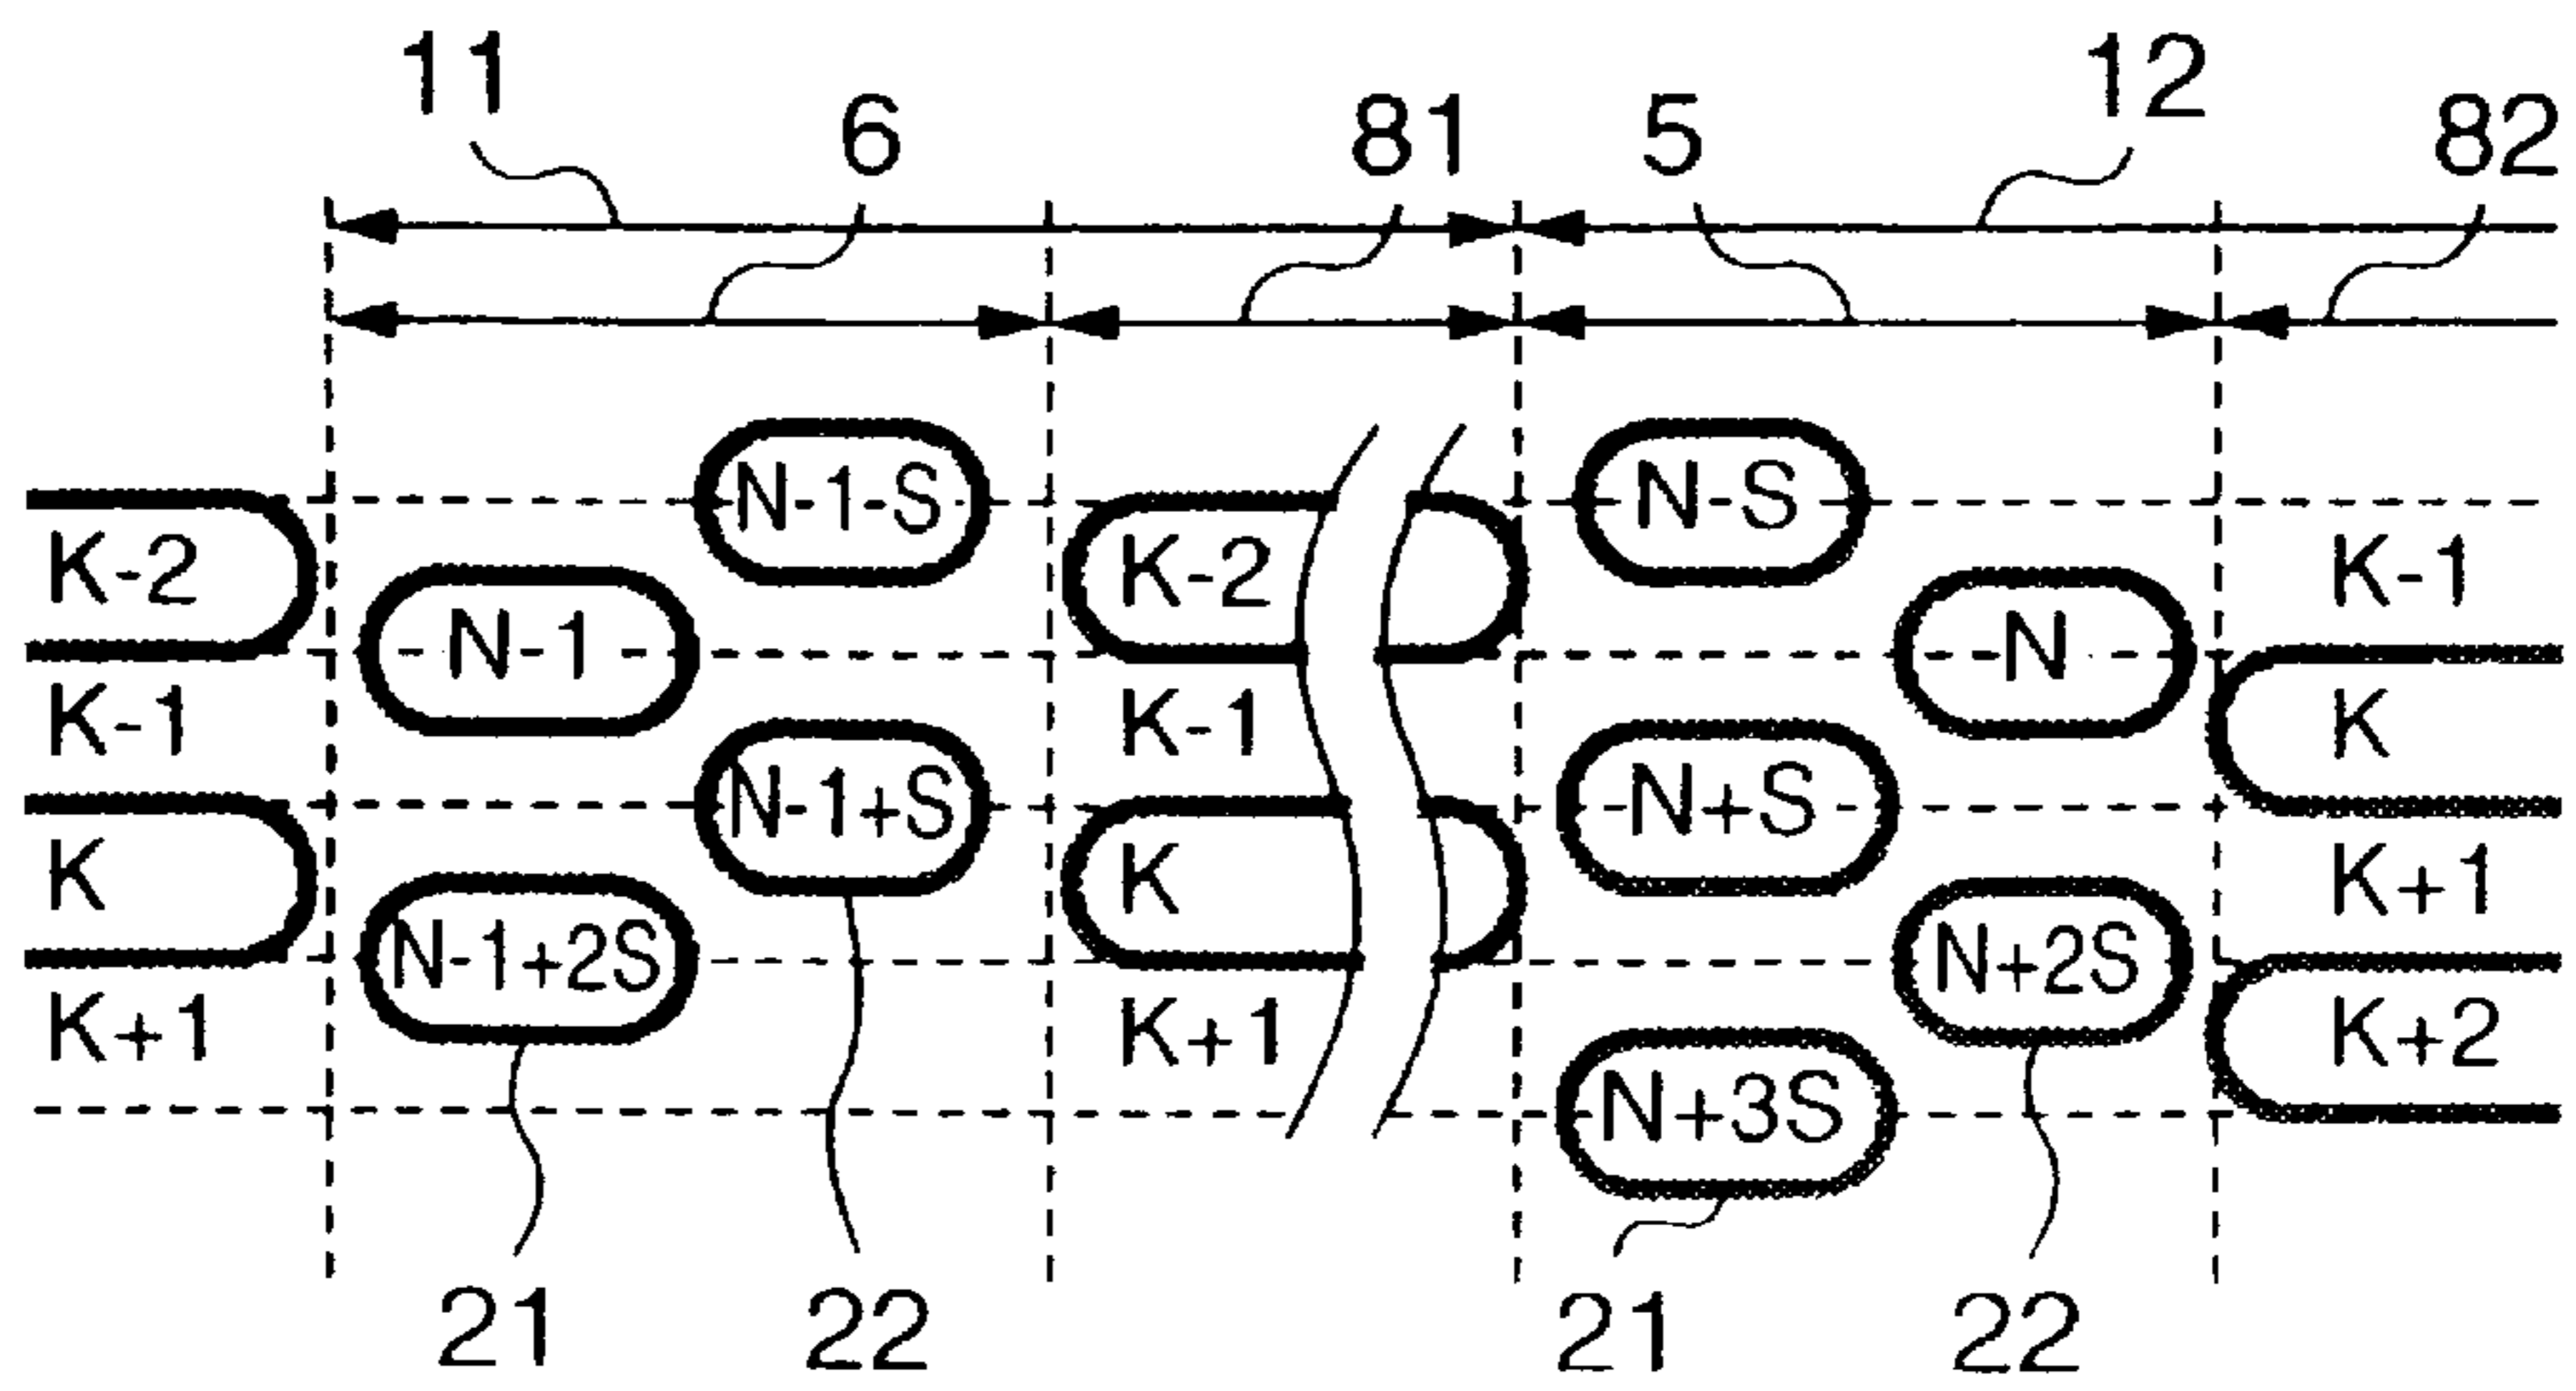 11 12
6 81 5 82
N-1-S N-S
K-2 K-2 K-1
N-1 N
K-1 K-1 K
N-1+S N+S
K K K+1
N-1+2S N+2S
K+1 K+1 K+2
N+3S
21 22 21 22